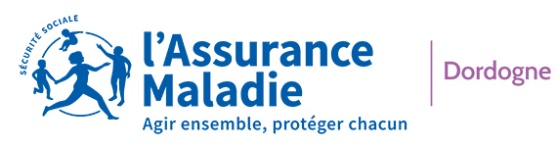 SÉCURITÉ SOCIALE
l'Assurance
Maladie
Agir ensemble, protéger chacun
Dordogne